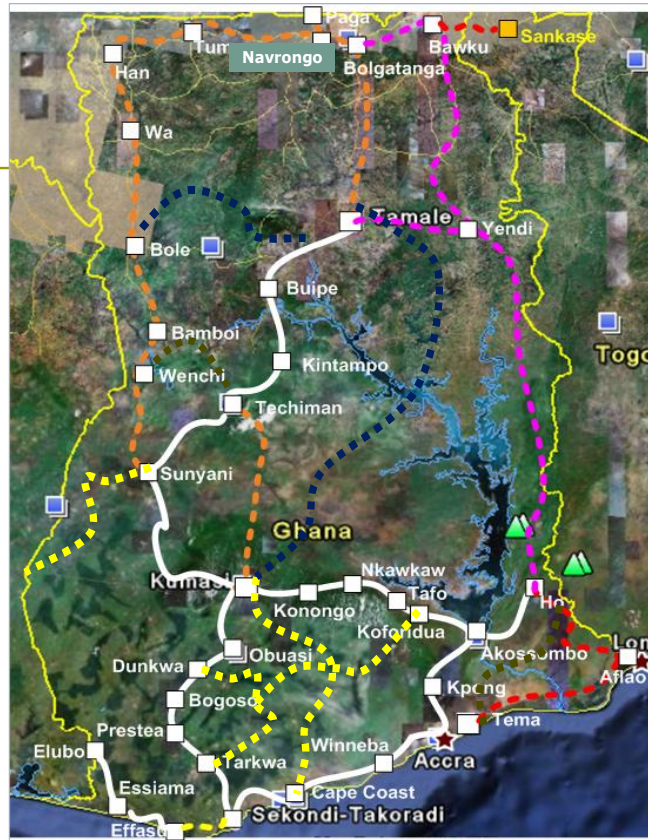 Paga
Tum
Navrongo
Bawku
Sankase
Han
Bolgatanga
Wa
Tamale
Yendi
Bole
Buipe
Bamboi
Kintampo
Togo
Wenchi
Techiman
Sunyani
Ghana
Kumasi
Nkawkaw
Konongo
Tafo
Koforidua
Ho
Obuasi
Akossombo
Lom
Dunkwa
Aflao
Kpong
Bogoso
Tema
Prestea
Elubo
Winneba
Accra
Tarkwa
Essiama
Cape Coast
Sekondi-Takoradi
Effasu